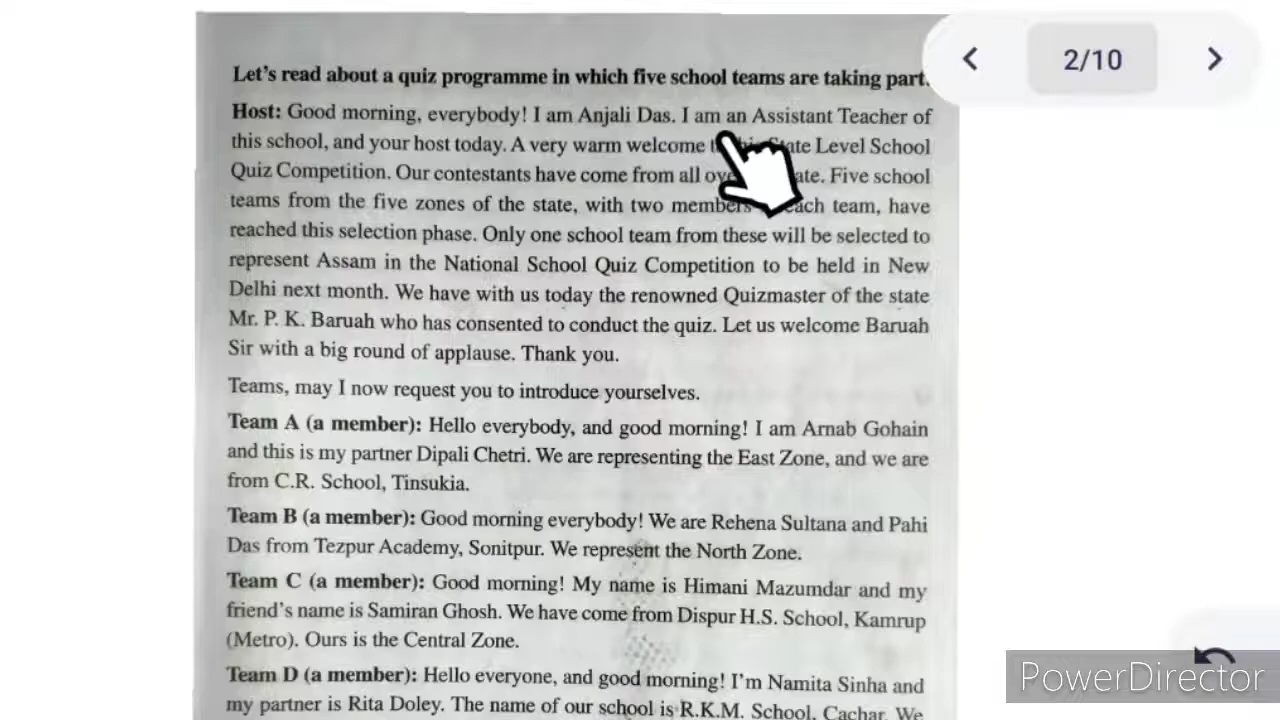 2/10
Let's read about a quiz programme in which five school teams are taking part.
Host: Good morning, everybody! I am Anjali Das. I am an Assistant Teacher of
this school, and your host today. A very warm welcome State Level School
Quiz Competition. Our contestants have come from all over state. Five school
teams from the five zones of the state, with two members each team, have
reached this selection phase. Only one school team from these will be selected to
represent Assam in the National School Quiz Competition to be held in New
Delhi next month. We have with us today the renowned Quizmaster of the state
Mr. P. K. Baruah who has consented to conduct the quiz. Let us welcome Baruah
Sir with a big round of applause. Thank you.
Teams, may I now request you to introduce yourselves.
Team A (a member): Hello everybody, and good morning! I am Arnab Gohain
and this is my partner Dipali Chetri. We are representing the East Zone, and we are
from C.R. School, Tinsukia.
Team B (a member): Good morning everybody! We are Rehena Sultana and Pahi
Das from Tezpur Academy, Sonitpur. We represent the North Zone.
Team C (a member): Good morning! My name is Himani Mazumdar and my
friend's name is Samiran Ghosh. We have come from Dispur H.S. School, Kamrup
(Metro). Ours is the Central Zone.
Team D (a member): Hello everyone, and good morning! I'm Namita Sinha and
my partner is Rita Doley. The name of our school is R.K.M. School, Cachar. We
PowerDirector